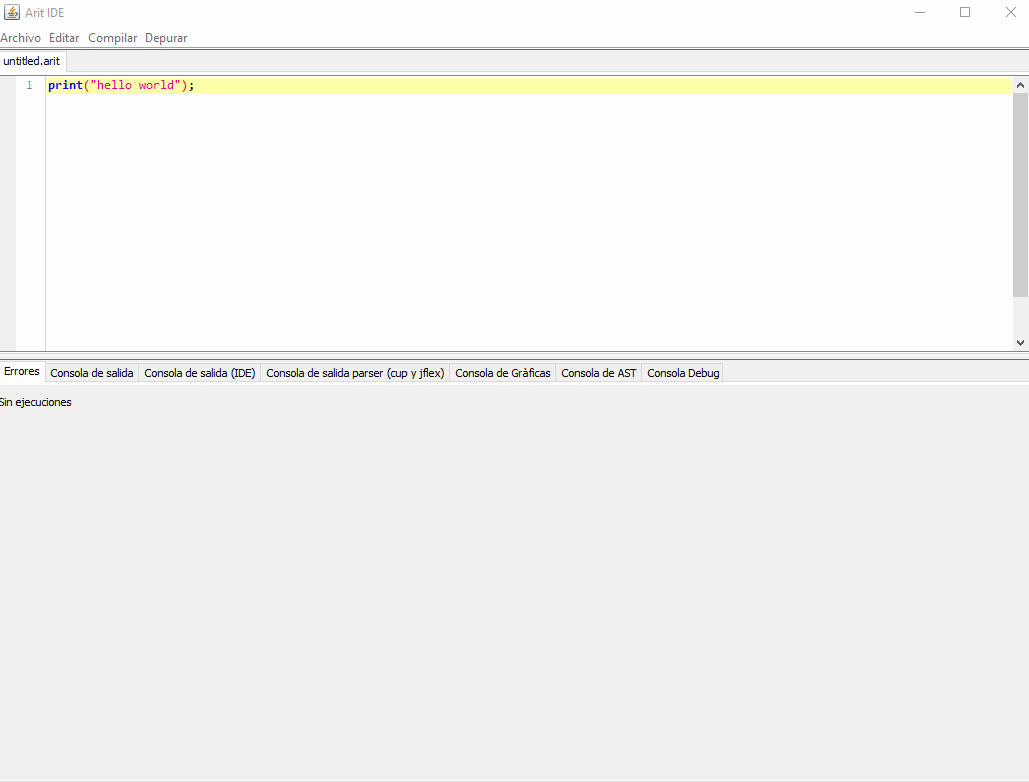 Arit IDE
Archivo Editar Compilar Depurar
untitled.arit
1 print("hello world");
Errores Consola de salida Consola de salida (IDE) Consola de salida parser (cup y jflex) Consola de Gràficas Consola de AST Consola Debug
Sin ejecuciones